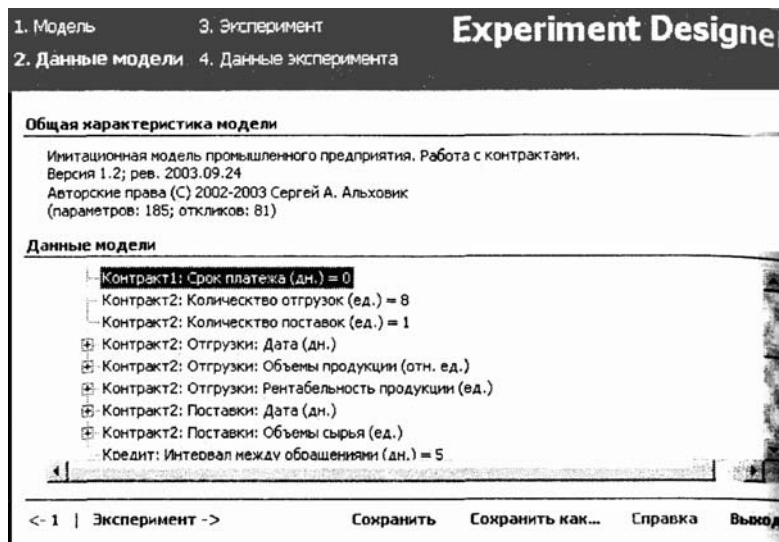 1. Модель 3. Эксперимент Experiment Designe
2. Данные модели 4. Данные эксперимента
Общая характеристика модели
Имитационная модель промышленного предприятия. Работа с контрактами.
Версия 1.2; рев. 2003.09.24
Авторские права (C) 2002-2003 Сергей А. Альховик
(параметров: 185; откликов: 81)
Данные модели
Контракт1: Срок платежа (дн.) = 0
Контракт2: Количекство отгрузок (ед.) = 8
Контракт2: Количекство поставок (ед.) = 1
Контракт2: Отгрузки: Дата (дн.)
Контракт2: Отгрузки: Объемы продукции (отн. ед.)
Контракт2: Отгрузки: Рентабельность продукции (ед.)
Контракт2: Поставки: Дата (дн.)
Контракт2: Поставки: Объемы сырья (ед.)
Кредит: Интервал между обращениями (дн.) = 5
<- 1 | Эксперимент -> Сохранить Сохранить как... Справка Выход